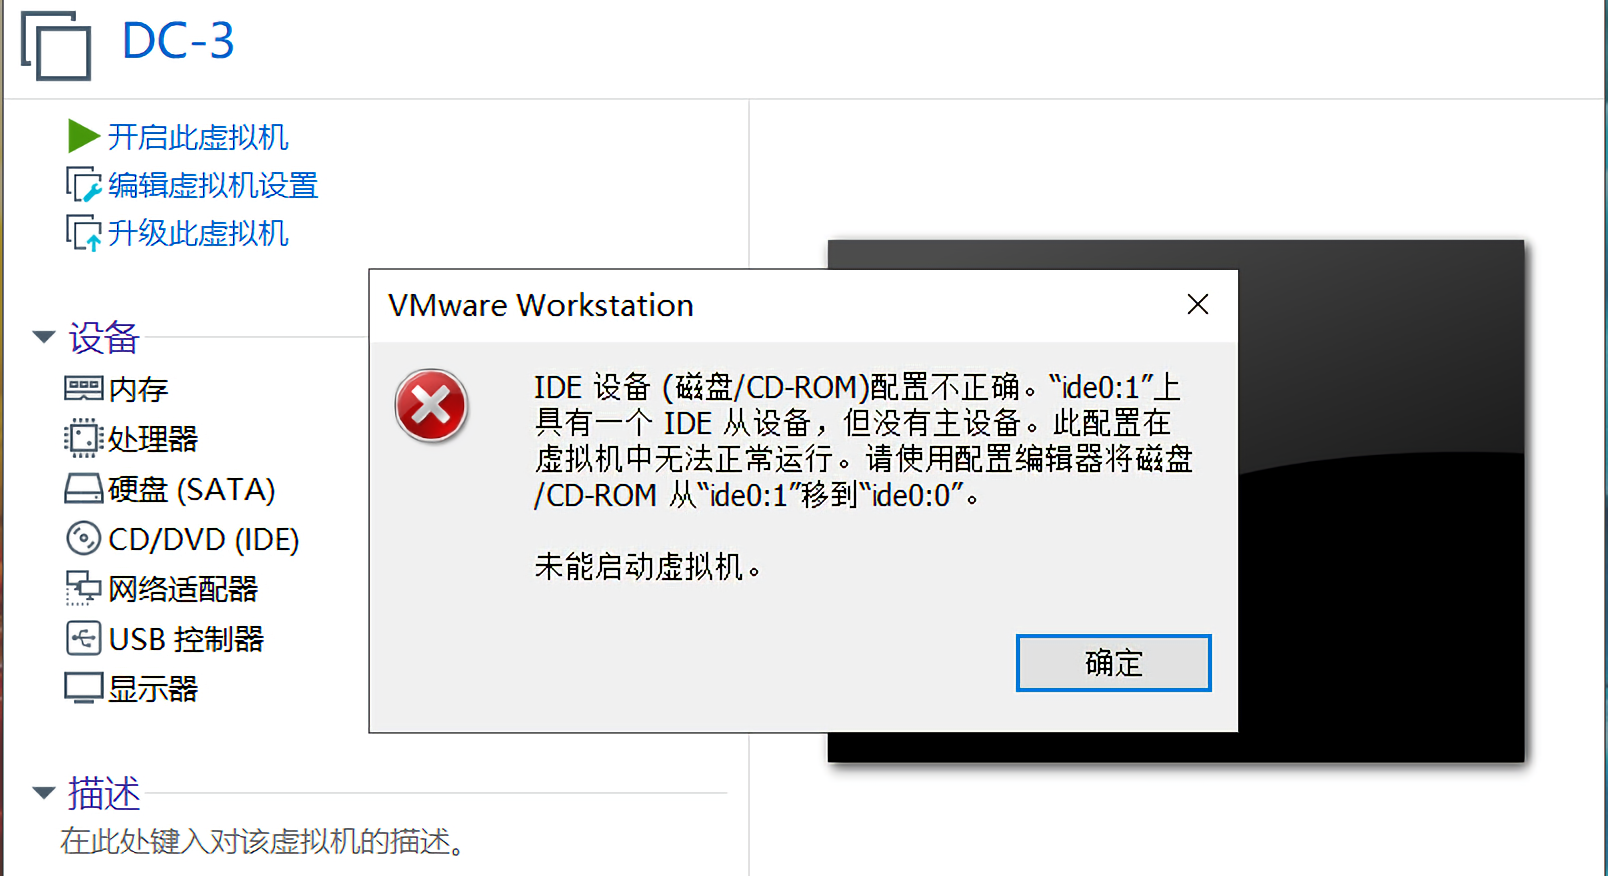 DC-3
开启此虚拟机
编辑虚拟机设置
升级此虚拟机
设备
内存
处理器
硬盘 (SATA)
CD/DVD (IDE)
网络适配器
USB 控制器
显示器
描述
在此处键入对该虚拟机的描述。
VMware Workstation
IDE 设备 (磁盘/CD-ROM)配置不正确。“ide0:1”上
具有一个 IDE 从设备，但没有主设备。此配置在
虚拟机中无法正常运行。请使用配置编辑器将磁盘
/CD-ROM 从“ide0:1”移到“ide0:0”。
未能启动虚拟机。
确定